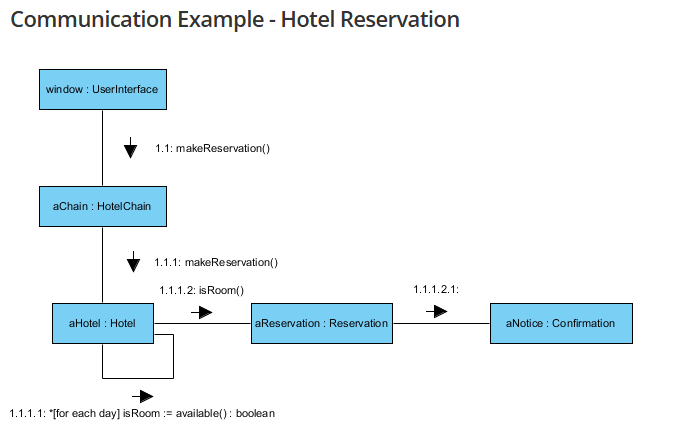 Communication Example - Hotel Reservation
window : UserInterface
1.1: makeReservation()
aChain : HotelChain
1.1.1: makeReservation()
1.1.1.2: isRoom()
1.1.1.2.1:
aHotel : Hotel
aReservation : Reservation
aNotice : Confirmation
1.1.1.1: *[for each day] isRoom := available() : boolean